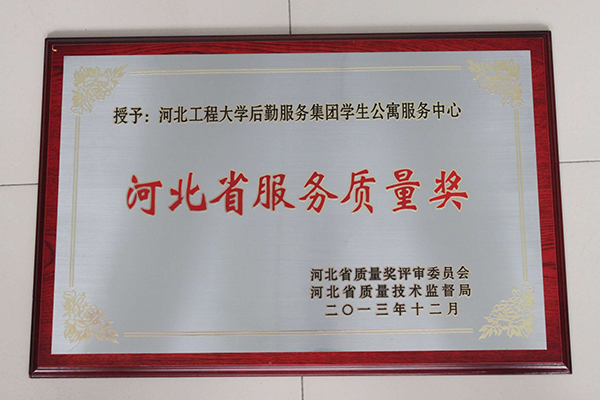 授予：河北工程大学后勤服务集团学生公寓服务中心
河北省服务质量奖
河北省质量奖评审委员会
河北省质量技术监督局
二〇一三年十二月